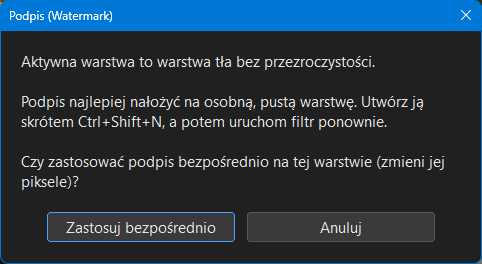 Podpis (Watermark)
Aktywna warstwa to warstwa tła bez przezroczystości.
Podpis najlepiej nałożyć na osobną, pustą warstwę. Utwórz ją
skrótem Ctrl+Shift+N, a potem uruchom filtr ponownie.
Czy zastosować podpis bezpośrednio na tej warstwie (zmieni jej
piksele)?
Zastosuj bezpośrednio
Anuluj